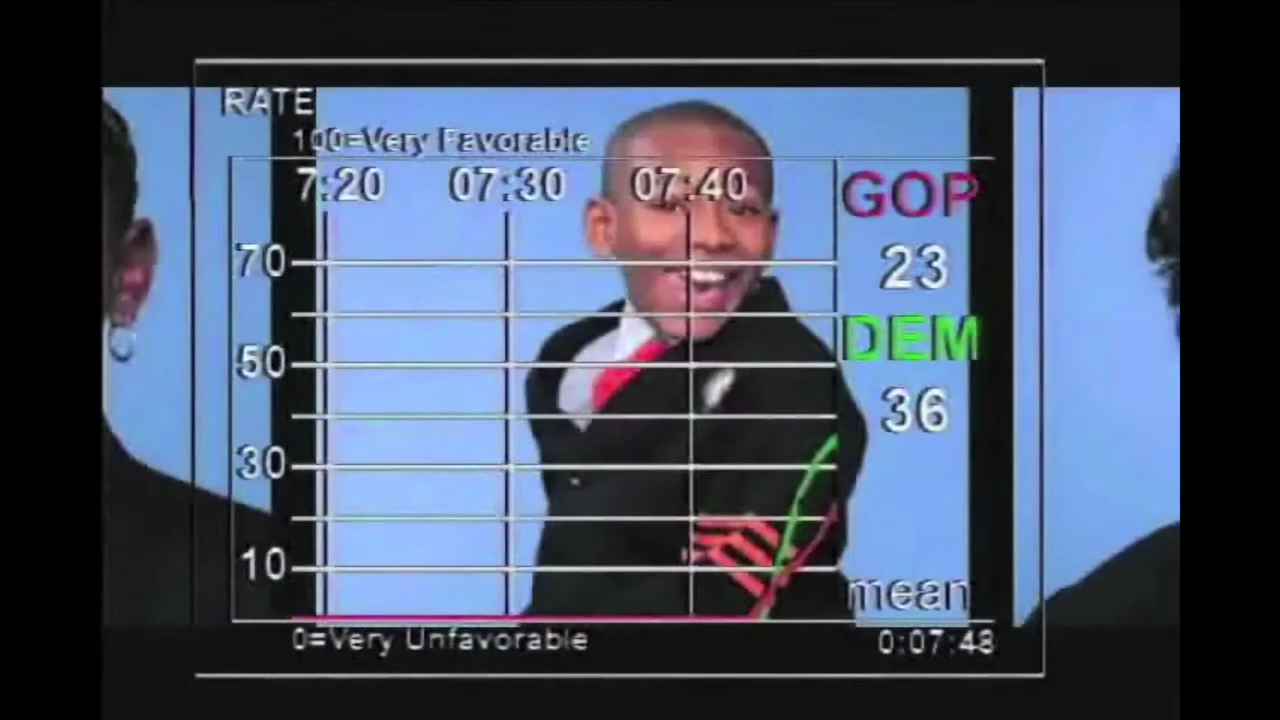 RATE
100=Very Favorable
7:20 07:30 07:40
GOP
23
DEM
36
70
50
30
10
mean
0=Very Unfavorable
0:07:48